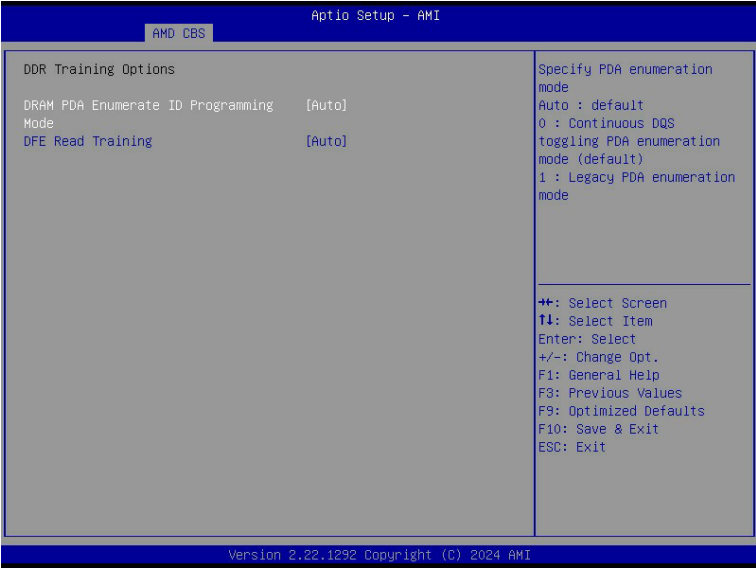 Aptio Setup – AMI
AMD CBS
DDR Training Options
DRAM PDA Enumerate ID Programming Mode [Auto]
DFE Read Training [Auto]
Specify PDA enumeration
mode
Auto : default
0 : Continuous DQS
toggling PDA enumeration
mode (default)
1 : Legacy PDA enumeration
mode
→←: Select Screen
↑↓: Select Item
Enter: Select
+/-: Change Opt.
F1: General Help
F3: Previous Values
F9: Optimized Defaults
F10: Save & Exit
ESC: Exit
Version 2.22.1292 Copyright (C) 2024 AMI